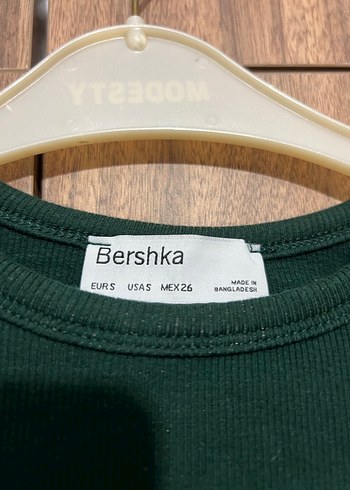 MODESTY
Bershka
EUR S USA S MEX 26
MADE IN
BANGLADESH